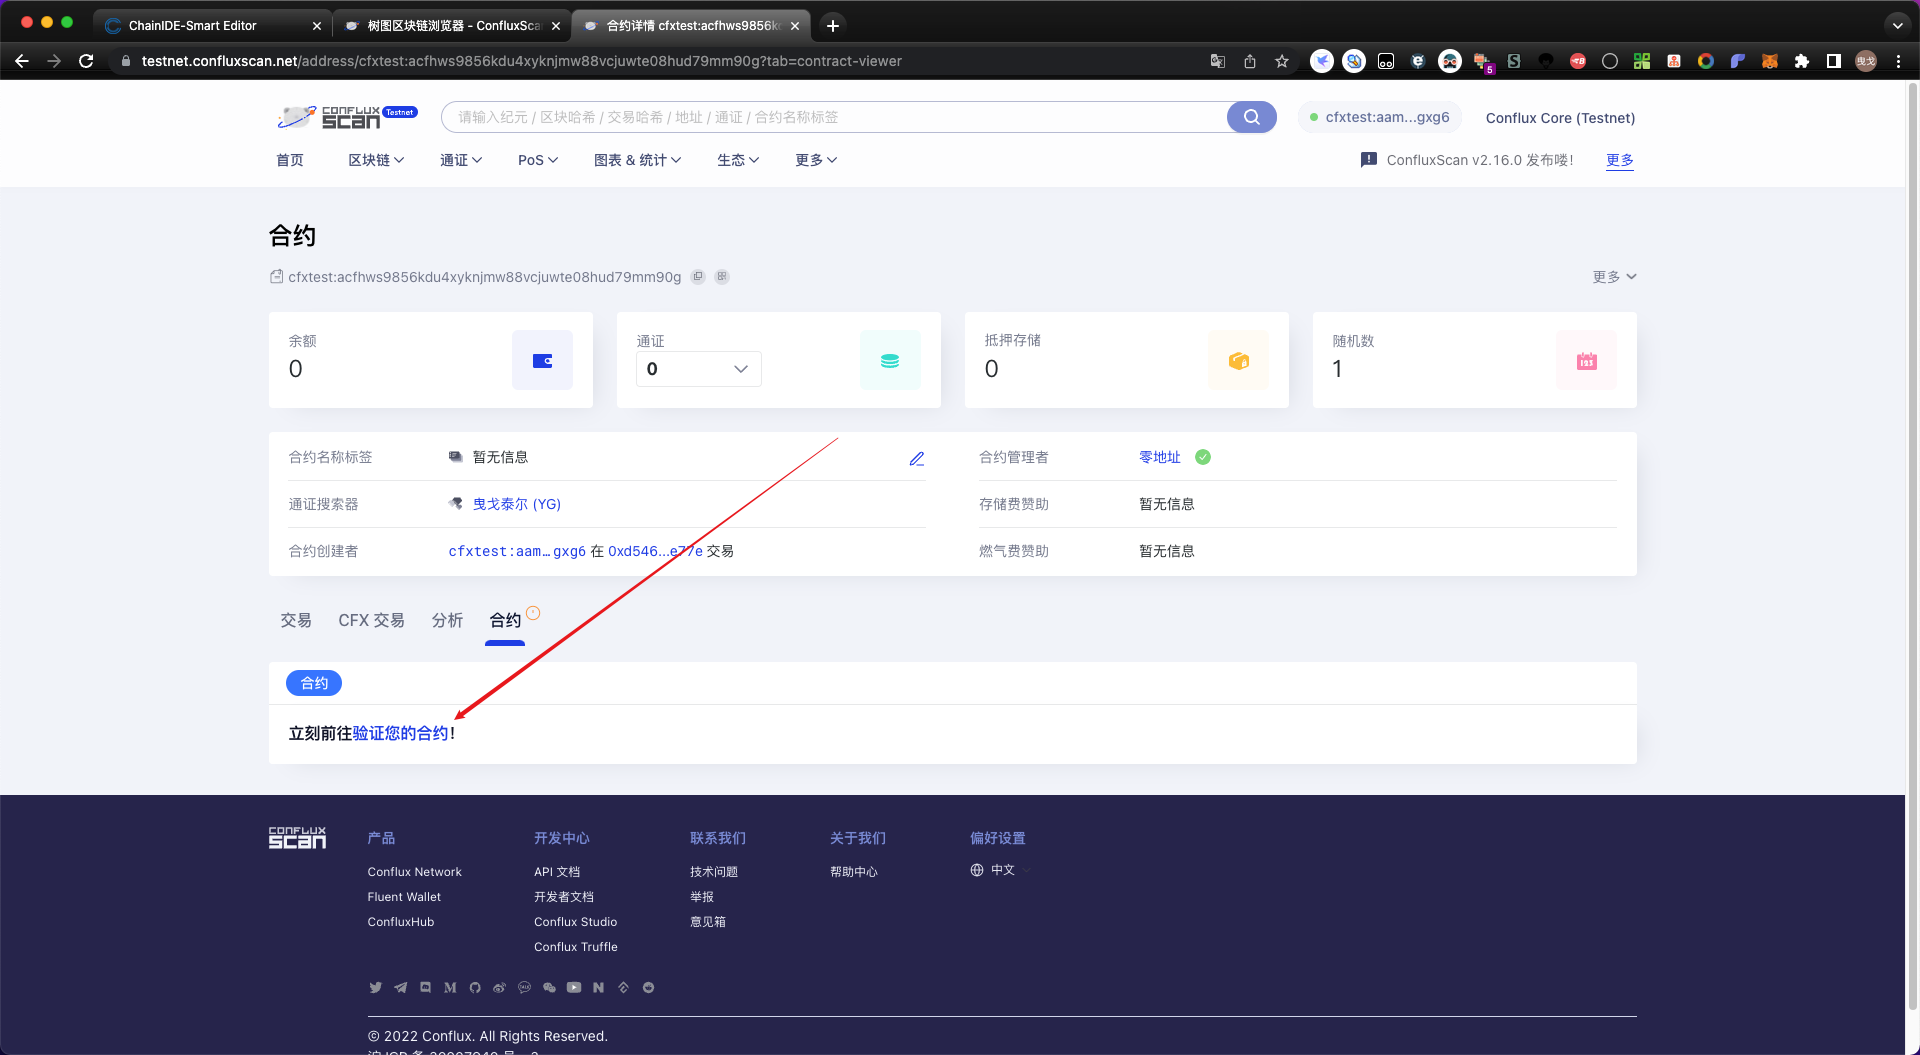 ChainIDE-Smart Editor
树图区块链浏览器 - ConfluxSca
合约详情 cfxtest:acfhws9856kd
testnet.confluxscan.net/address/cfxtest:acfhws9856kdu4xyknjmw88vcjuwte08hud79mm90g?tab=contract-viewer
5
曳戈
CONFLUX SCAN Testnet
请输入纪元 / 区块哈希 / 交易哈希 / 地址 / 通证 / 合约名称标签
cfxtest:aam...gxg6
Conflux Core (Testnet)
首页
区块链
通证
PoS
图表 & 统计
生态
更多
ConfluxScan v2.16.0 发布喽!
更多
合约
cfxtest:acfhws9856kdu4xyknjmw88vcjuwte08hud79mm90g
更多
余额
0
通证
0
抵押存储
0
随机数
1
合约名称标签
暂无信息
合约管理者
零地址
通证搜索器
曳戈泰尔 (YG)
存储费赞助
暂无信息
合约创建者
cfxtest:aam…gxg6 在 0xd546...e77e 交易
燃气费赞助
暂无信息
交易
CFX 交易
分析
合约
合约
立刻前往验证您的合约!
CONFLUX SCAN
产品
Conflux Network
Fluent Wallet
ConfluxHub
开发中心
API 文档
开发者文档
Conflux Studio
Conflux Truffle
联系我们
技术问题
举报
意见箱
关于我们
帮助中心
偏好设置
中文
© 2022 Conflux. All Rights Reserved.